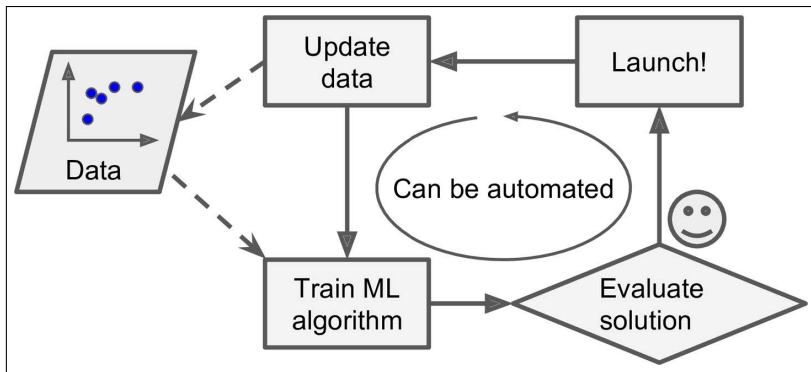 Update
data
Launch!
Data
Can be automated
Train ML
algorithm
Evaluate
solution